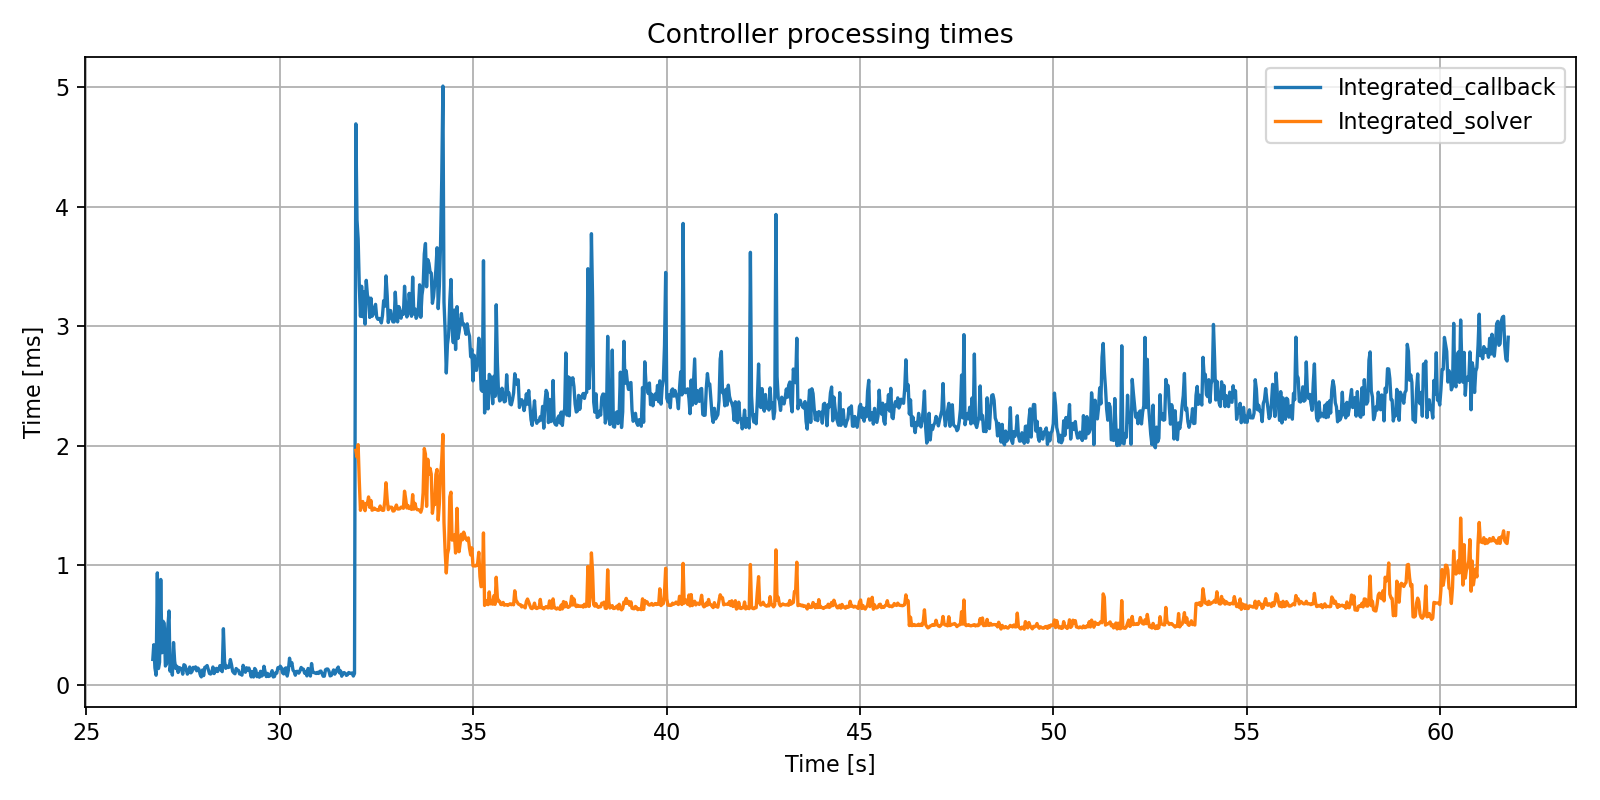 Controller processing times
Integrated_callback
Integrated_solver
Time [ms]
5
4
3
2
1
0
25 30 35 40 45 50 55 60
Time [s]